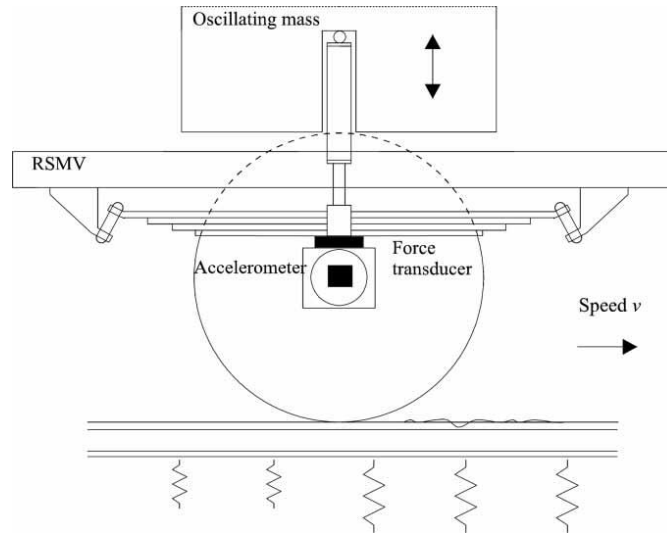 Oscillating mass
RSMV
Accelerometer
Force
transducer
Speed v